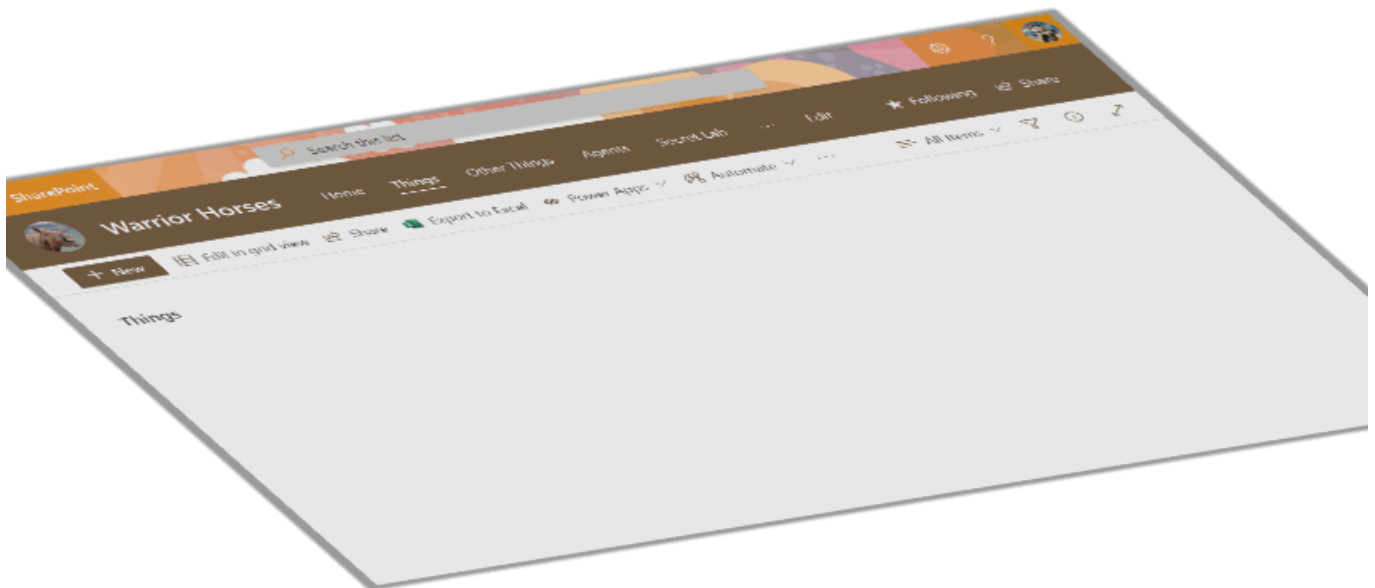 SharePoint
Search this list
Warrior Horses
Home Things Other Things Agents Secret Lab ... Edit
Following Share
+ New Edit in grid view Share Export to Excel Power Apps Automate ... All Items
Things